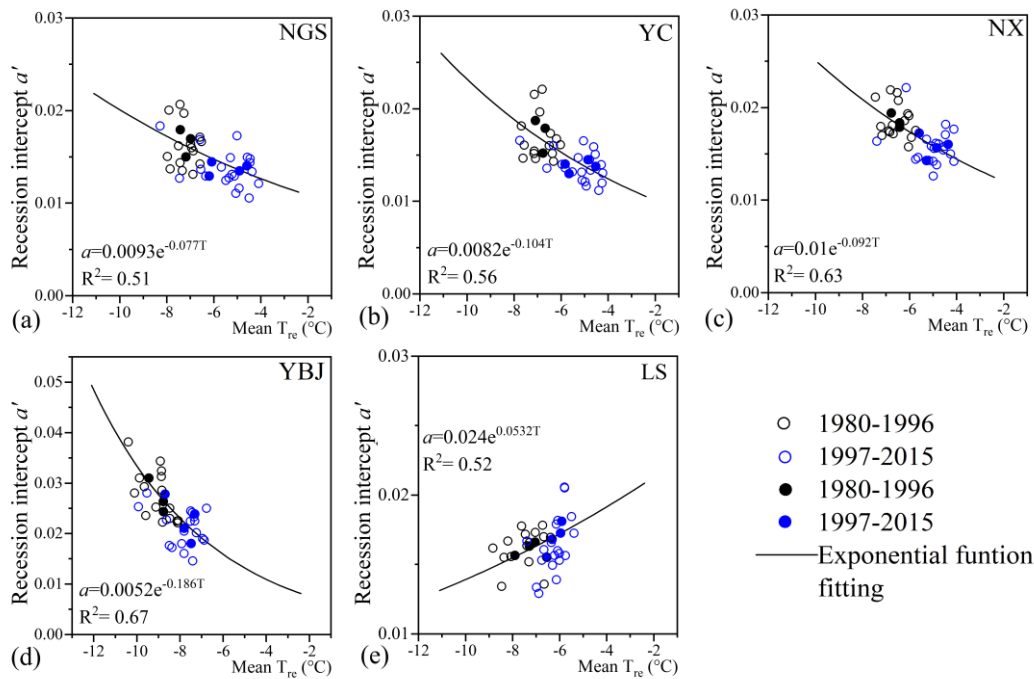 NGS
Recession intercept a′
0.03
0.02
0.01
0.00
a=0.0093e^-0.077T
R²= 0.51
-12 -10 -8 -6 -4 -2
Mean T_re (°C)
(a)
YC
Recession intercept a′
0.03
0.02
0.01
0.00
a=0.0082e^-0.104T
R²= 0.56
-12 -10 -8 -6 -4 -2
Mean T_re (°C)
(b)
NX
Recession intercept a′
0.03
0.02
0.01
0.00
a=0.01e^-0.092T
R²= 0.63
-12 -10 -8 -6 -4 -2
Mean T_re (°C)
(c)
YBJ
Recession intercept a′
0.05
0.04
0.03
0.02
0.01
0.00
a=0.0052e^-0.186T
R²= 0.67
-12 -10 -8 -6 -4 -2
Mean T_re (°C)
(d)
LS
Recession intercept a′
0.03
0.02
0.01
a=0.024e^0.0532T
R²= 0.52
-12 -10 -8 -6 -4 -2
Mean T_re (°C)
(e)
1980-1996
1997-2015
1980-1996
1997-2015
Exponential funtion
fitting